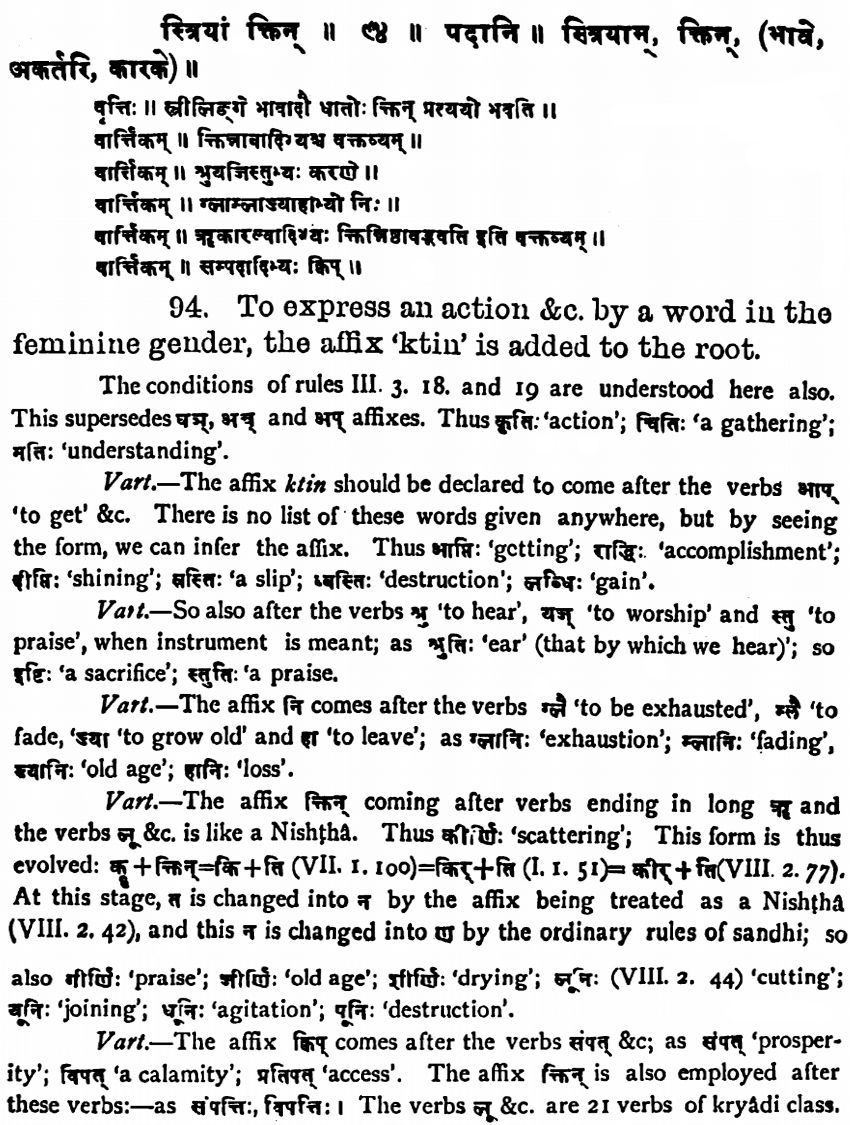 स्त्रियां क्तिन् ॥ ९४ ॥ पदानि ॥ स्त्रियाम्, क्तिन्, (भावे,
अकर्तरि, कारके) ॥
वृत्तिः ॥ स्त्रीलिङ्गे भावादौ धातोः क्तिन् प्रत्ययो भवति ॥
वार्त्तिकम् ॥ क्तिन्नाबादिभ्यश्च वक्तव्यम् ॥
वार्त्तिकम् ॥ श्रुयजिस्तुभ्यः करणे ॥
वार्त्तिकम् ॥ ग्लाम्लाज्याहाभ्यो निः ॥
वार्त्तिकम् ॥ ॠकारल्वादिभ्यः क्तिन्निष्ठावद्भवति इति वक्तव्यम् ॥
वार्त्तिकम् ॥ सम्पदादिभ्यः क्विप् ॥
94. To express an action &c. by a word in the
feminine gender, the affix 'ktin' is added to the root.
The conditions of rules III. 3. 18. and 19 are understood here also.
This supersedes घञ्, अच् and अप् affixes. Thus कृतिः 'action'; चितिः 'a gathering';
मतिः 'understanding'.
Vart.—The affix ktin should be declared to come after the verbs आप्
'to get' &c. There is no list of these words given anywhere, but by seeing
the form, we can infer the affix. Thus आप्तिः 'getting'; राद्धिः 'accomplishment';
दीप्तिः 'shining'; स्रस्तिः 'a slip'; ध्वस्तिः 'destruction'; लब्धिः 'gain'.
Vart.—So also after the verbs श्रु 'to hear', यज् 'to worship' and स्तु 'to
praise', when instrument is meant; as श्रुतिः 'ear' (that by which we hear)'; so
इष्टिः 'a sacrifice'; स्तुतिः 'a praise.
Vart.—The affix नि comes after the verbs ग्लै 'to be exhausted', म्लै 'to
fade, 'ज्या 'to grow old' and हा 'to leave'; as ग्लानिः 'exhaustion'; म्लानिः 'fading',
ज्यानिः 'old age'; हानिः 'loss'.
Vart.—The affix क्तिन् coming after verbs ending in long ॠ and
the verbs लू &c. is like a Nishṭhâ. Thus कीर्णिः 'scattering'; This form is thus
evolved: कॄ+क्तिन्=कि+ति (VII. 1. 100)=किर्+ति (I. 1. 51)= कीर्+ति(VIII. 2. 77).
At this stage, त is changed into न by the affix being treated as a Nishṭhâ
(VIII. 2. 42), and this न is changed into ण by the ordinary rules of sandhi; so
also गीर्णिः 'praise'; जीर्णिः 'old age'; शीर्णिः 'drying'; लूनिः (VIII. 2. 44) 'cutting';
यूनिः 'joining'; धूनिः 'agitation'; पूनिः 'destruction'.
Vart.—The affix क्विप् comes after the verbs संपत् &c; as संपत् 'prosper-
ity'; विपत् 'a calamity'; प्रतिपत् 'access'. The affix क्तिन् is also employed after
these verbs:—as संपत्तिः, विपत्तिः । The verbs लू &c. are 21 verbs of kryâdi class.